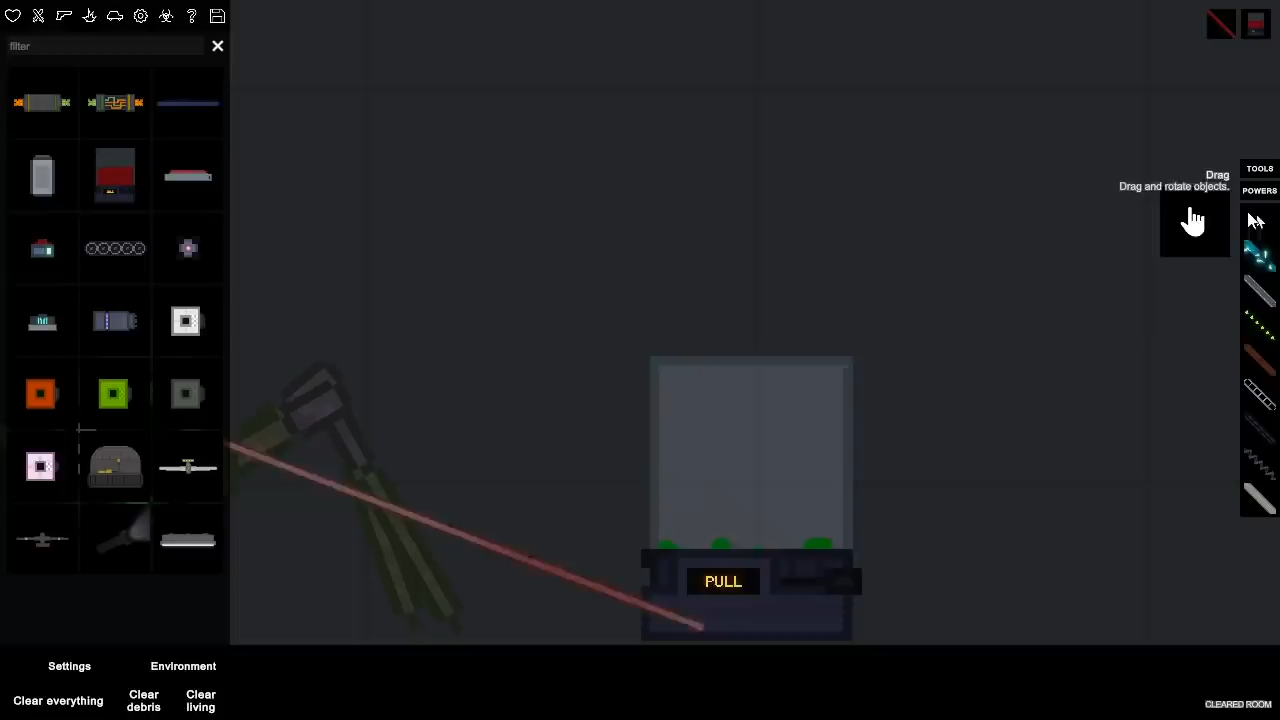 filter
Drag
Drag and rotate objects.
TOOLS
POWERS
PULL
Settings
Environment
Clear everything
Clear
debris
Clear
living
CLEARED ROOM